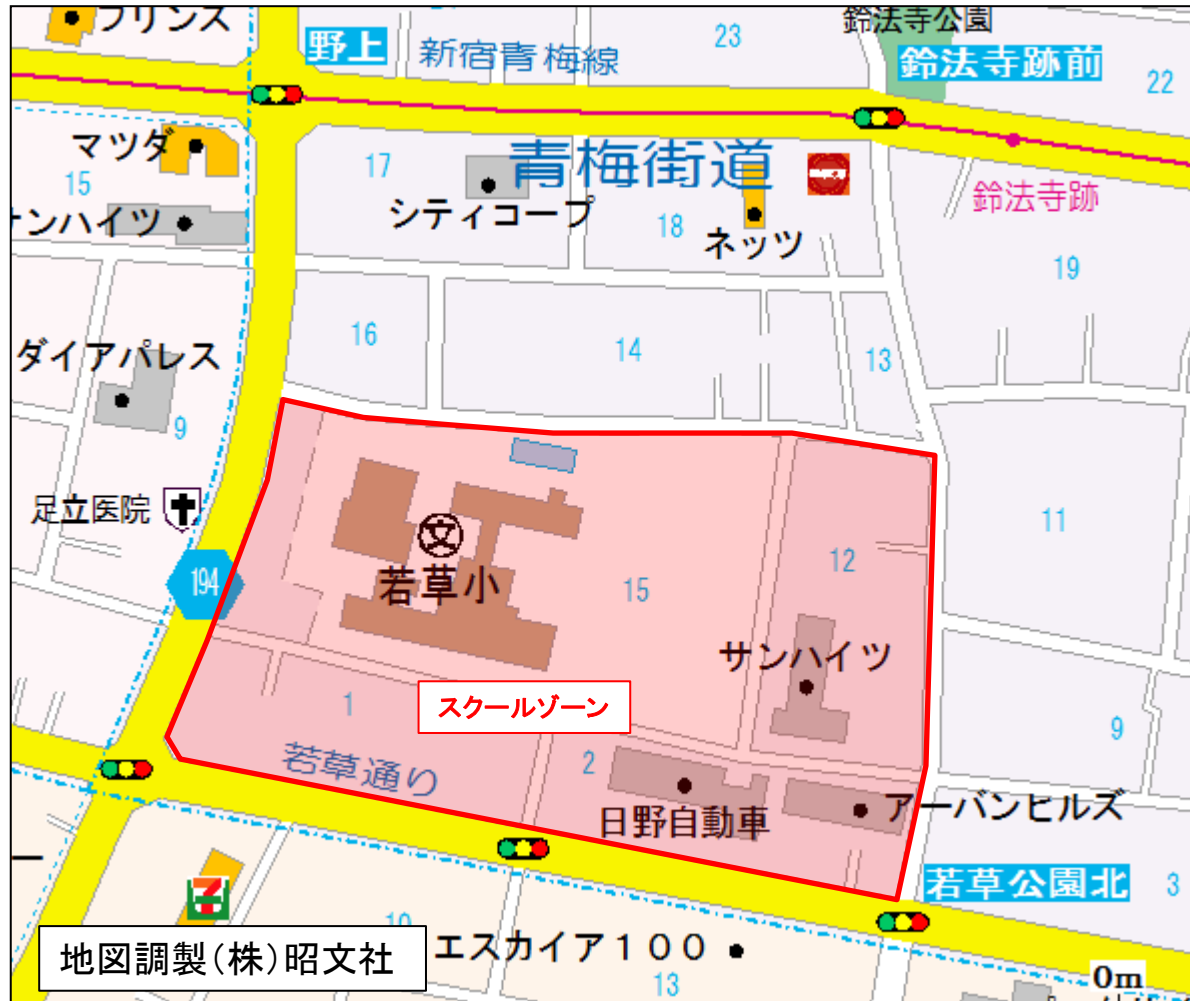 プリンス
野上
新宿青梅線
23
鈴法寺公園
鈴法寺跡前
22
マツダ
15
17
シティコープ
青梅街道
18
ネッツ
鈴法寺跡
19
サンハイツ
16
14
13
ダイアパレス
9
足立医院
194
若草小
15
12
11
サンハイツ
1
スクールゾーン
2
9
若草通り
日野自動車
アーバンヒルズ
若草公園北
3
7
ー
10
エスカイア100
13
地図調製(株)昭文社
0m